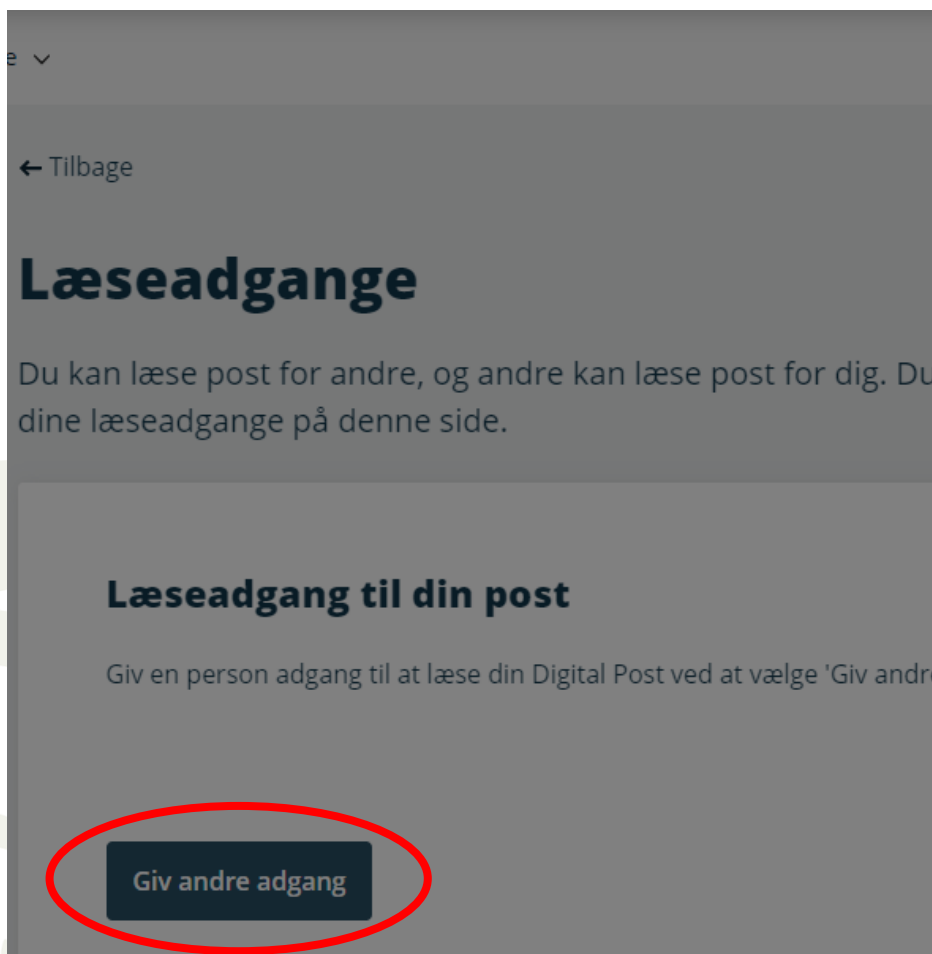 ← Tilbage
Læseadgange
Du kan læse post for andre, og andre kan læse post for dig. Du
dine læseadgange på denne side.
Læseadgang til din post
Giv en person adgang til at læse din Digital Post ved at vælge 'Giv andr
Giv andre adgang